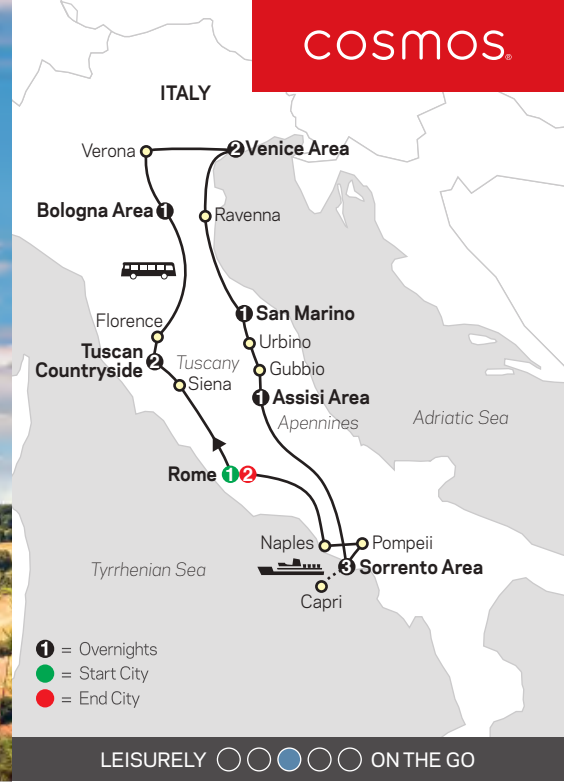 COSMOS®
ITALY
Verona
2 Venice Area
Bologna Area 1
Ravenna
1 San Marino
Florence
Urbino
Tuscan
Countryside 2
Tuscany
Gubbio
Siena
1 Assisi Area
Apennines
Adriatic Sea
Rome 1 2
Naples
Pompeii
3 Sorrento Area
Tyrrhenian Sea
Capri
1 = Overnights
= Start City
= End City
LEISURELY ON THE GO